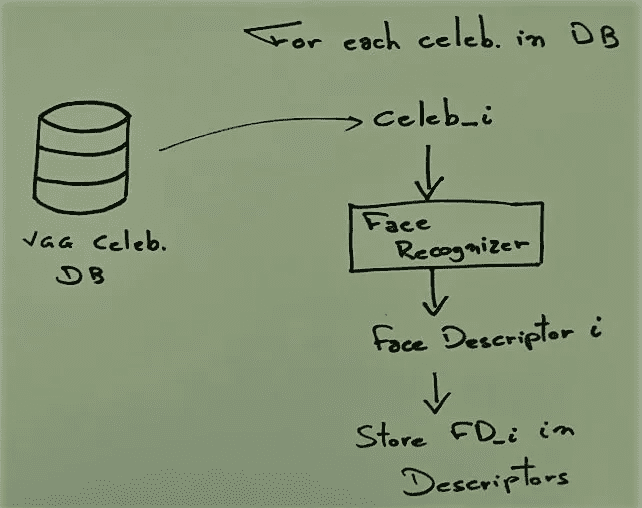 For each celeb. in DB
celeb_i
VGG Celeb.
DB
Face
Recognizer
Face Descriptor i
Store FD_i in
Descriptors